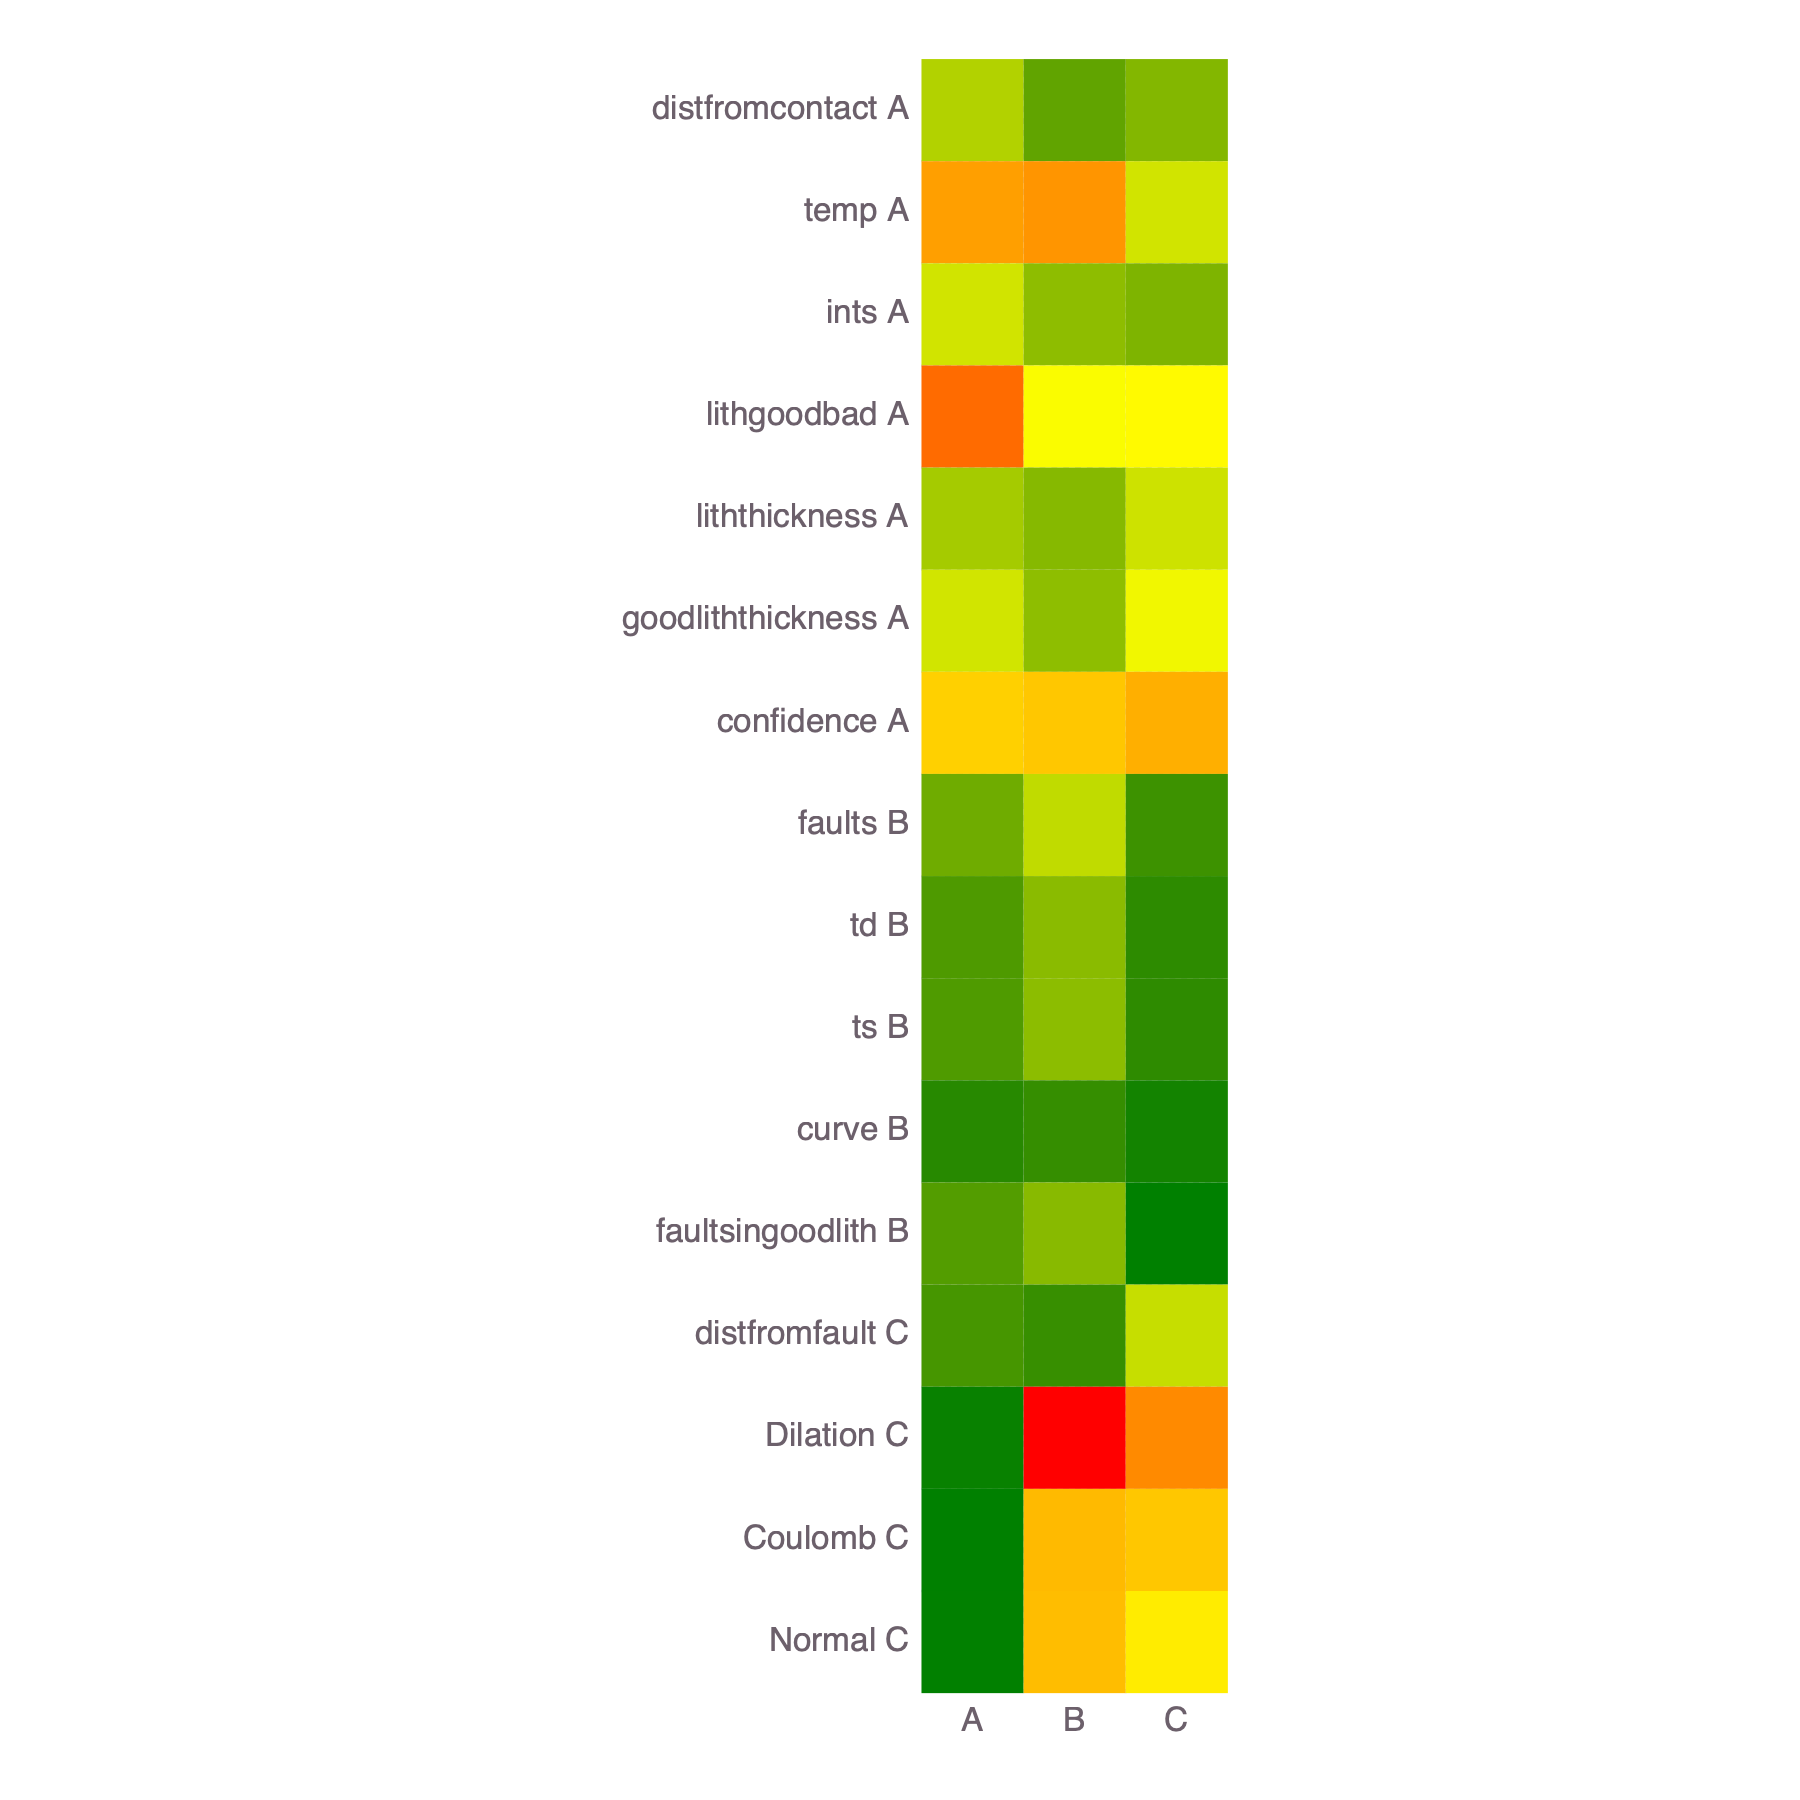 distfromcontact A
temp A
ints A
lithgoodbad A
liththickness A
goodliththickness A
confidence A
faults B
td B
ts B
curve B
faultsingoodlith B
distfromfault C
Dilation C
Coulomb C
Normal C
A B C